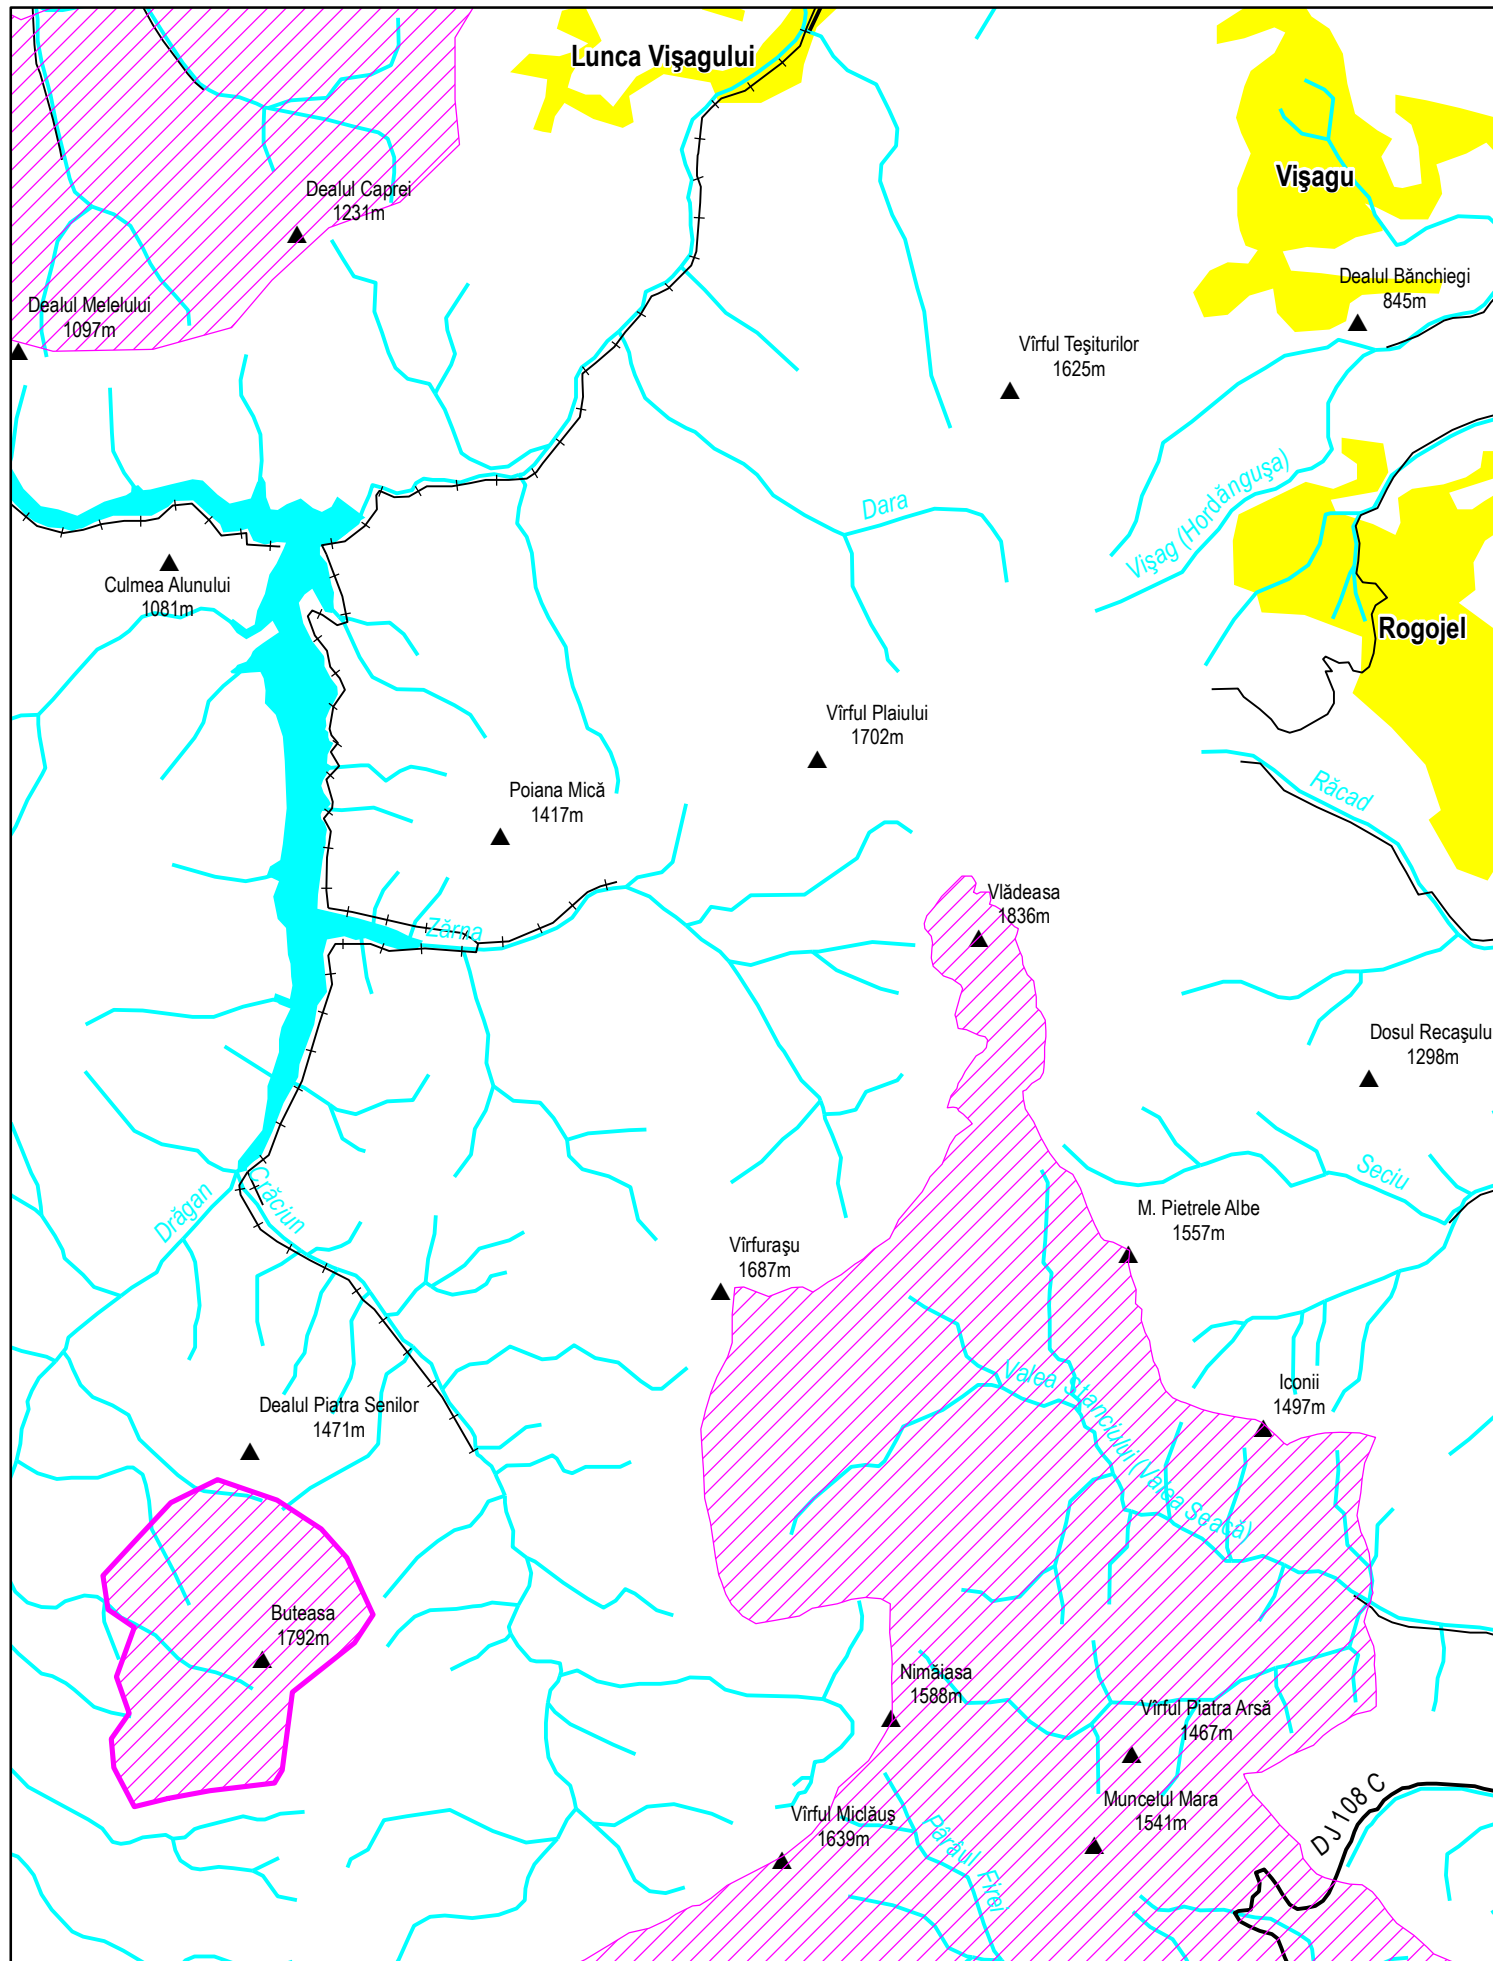 Lunca Vişagului
Vişagu
Dealul Caprei
1231m
Dealul Bănchiegi
845m
Dealul Melelului
1097m
Vîrful Teşiturilor
1625m
Vişag (Hordănguşa)
Dara
Culmea Alunului
1081m
Rogojel
Vîrful Plaiului
1702m
Răcad
Poiana Mică
1417m
Vlădeasa
1836m
Zărna
Dosul Recaşulu
1298m
Seciu
Drăgan
Crăciun
M. Pietrele Albe
1557m
Vîrfuraşu
1687m
Valea Stanciului (Valea Seacă)
Iconii
1497m
Dealul Piatra Senilor
1471m
Buteasa
1792m
Nimăiasa
1588m
Vîrful Piatra Arsă
1467m
Muncelul Mara
1541m
DJ 108 C
Vîrful Miclăuş
1639m
Pârâul Firei